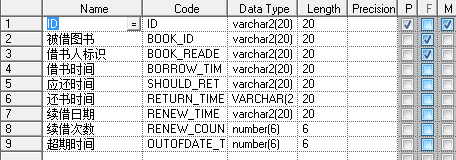 Name Code Data Type Length Precision P F M
1 ID = ID varchar2(20) 20
2 被借图书 BOOK_ID varchar2(20) 20
3 借书人标识 BOOK_READE varchar2(20) 20
4 借书时间 BORROW_TIM varchar2(20) 20
5 应还时间 SHOULD_RET varchar2(20) 20
6 还书时间 RETURN_TIME VARCHAR(2 20
7 续借日期 RENEW_TIME varchar2(20) 20
8 续借次数 RENEW_COUN number(6) 6
9 超期时间 OUTOFDATE_T number(6) 6